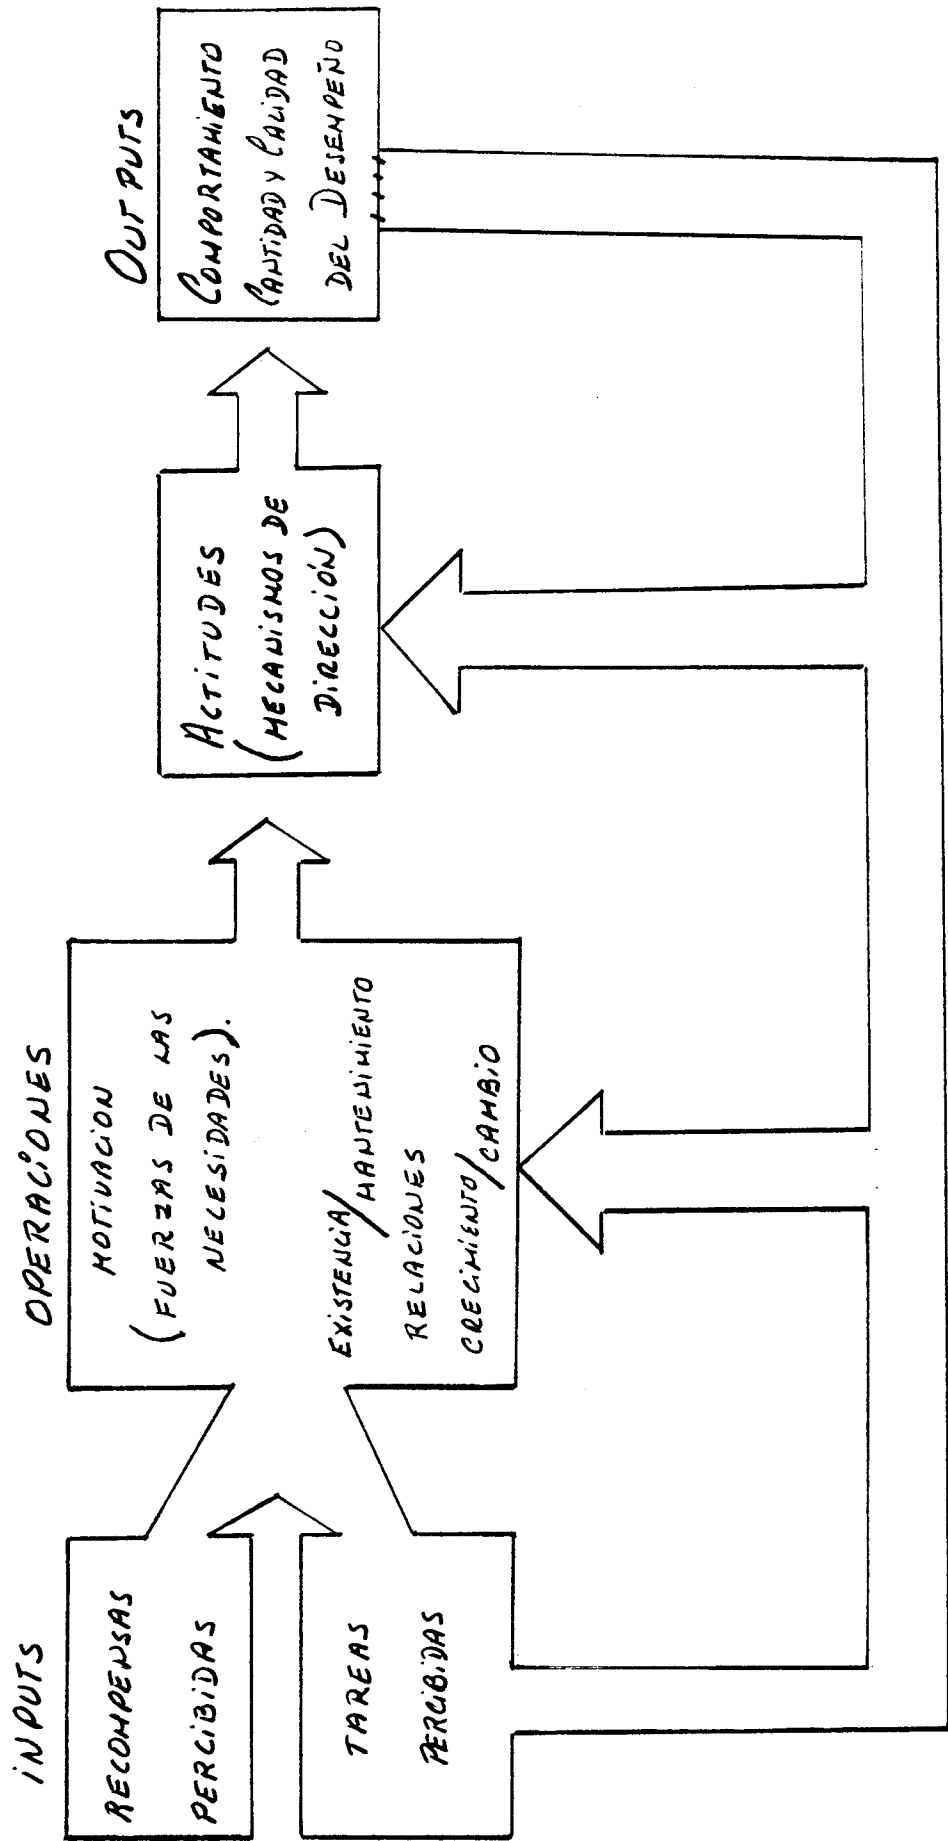 INPUTS
RECOMPENSAS
PERCIBIDAS
TAREAS
PERCIBIDAS
OPERACIONES
MOTIVACION
(FUERZAS DE LAS
NECESIDADES).
EXISTENCIA/MANTENIMIENTO
RELACIONES
CRECIMIENTO/CAMBIO
ACTITUDES
(MECANISMOS DE
DIRECCIÓN)
OUTPUTS
COMPORTAMIENTO
CANTIDAD Y CALIDAD
DEL DESEMPEÑO